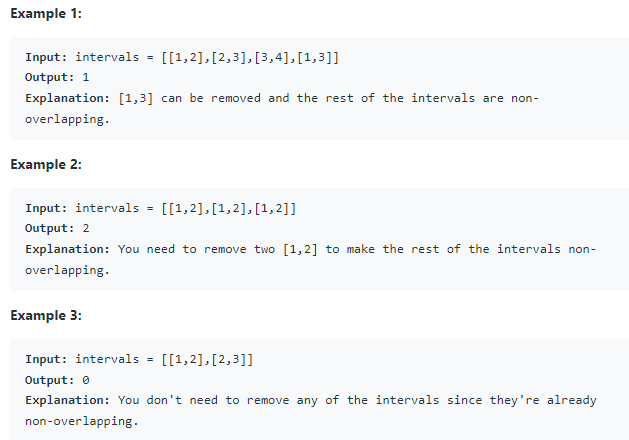 Example 1:
Input: intervals = [[1,2],[2,3],[3,4],[1,3]]
Output: 1
Explanation: [1,3] can be removed and the rest of the intervals are non-
overlapping.
Example 2:
Input: intervals = [[1,2],[1,2],[1,2]]
Output: 2
Explanation: You need to remove two [1,2] to make the rest of the intervals non-
overlapping.
Example 3:
Input: intervals = [[1,2],[2,3]]
Output: 0
Explanation: You don't need to remove any of the intervals since they're already
non-overlapping.